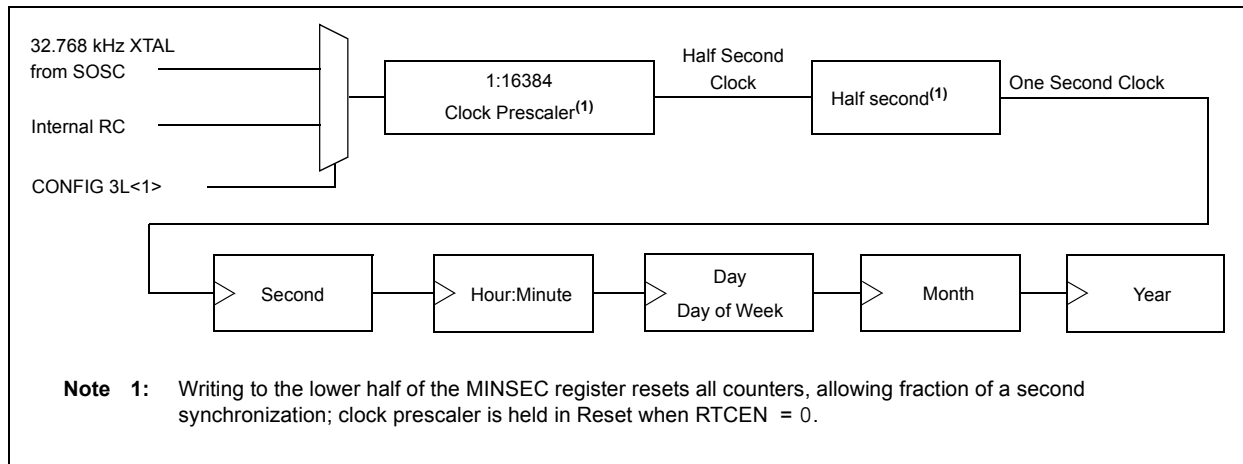 32.768 kHz XTAL
from SOSC
Internal RC
CONFIG 3L<1>
1:16384
Clock Prescaler(1)
Half Second
Clock
Half second(1)
One Second Clock
Second
Hour:Minute
Day
Day of Week
Month
Year
Note 1: Writing to the lower half of the MINSEC register resets all counters, allowing fraction of a second
synchronization; clock prescaler is held in Reset when RTCEN = 0.